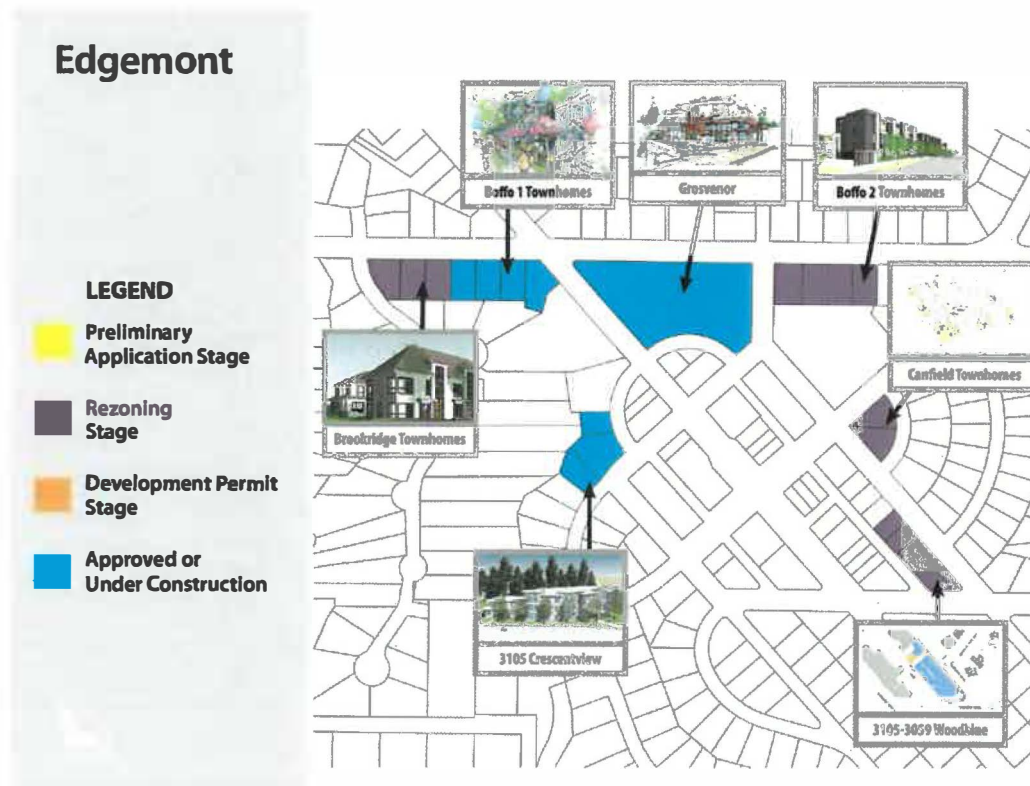 Edgemont
LEGEND
Preliminary
Application Stage
Rezoning
Stage
Development Permit
Stage
Approved or
Under Construction
Boffo 1 Townhomes
Grosvenor
Boffo 2 Townhomes
Canfield Townhomes
Brookridge Townhomes
3105 Crescentview
3105-3059 Woodbine